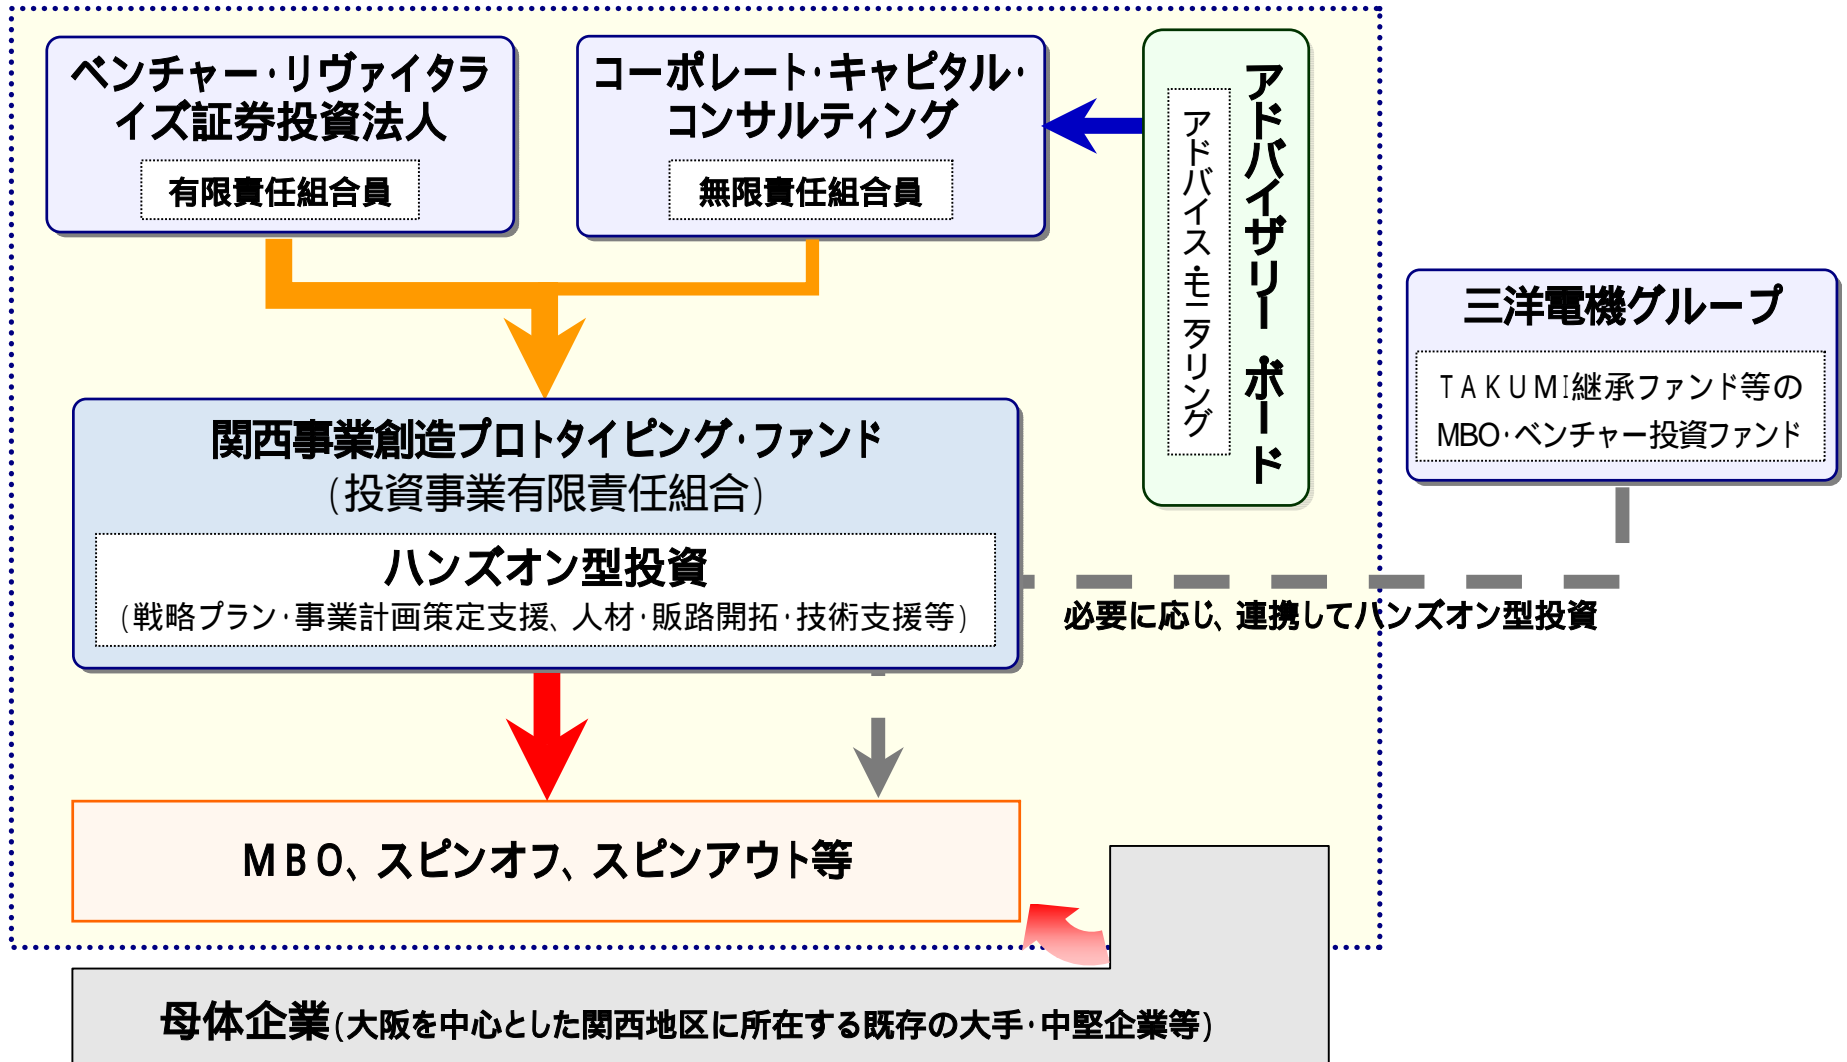 ベンチャー・リヴァイタラ
イズ証券投資法人
有限責任組合員
コーポレート・キャピタル・
コンサルティング
無限責任組合員
アドバイザリー ボード
アドバイス・モニタリング
三洋電機グループ
TAKUMI継承ファンド等の
MBO・ベンチャー投資ファンド
関西事業創造プロトタイピング・ファンド
(投資事業有限責任組合)
ハンズオン型投資
(戦略プラン・事業計画策定支援、人材・販路開拓・技術支援等)
必要に応じ、連携してハンズオン型投資
MBO、スピンオフ、スピンアウト等
母体企業(大阪を中心とした関西地区に所在する既存の大手・中堅企業等)